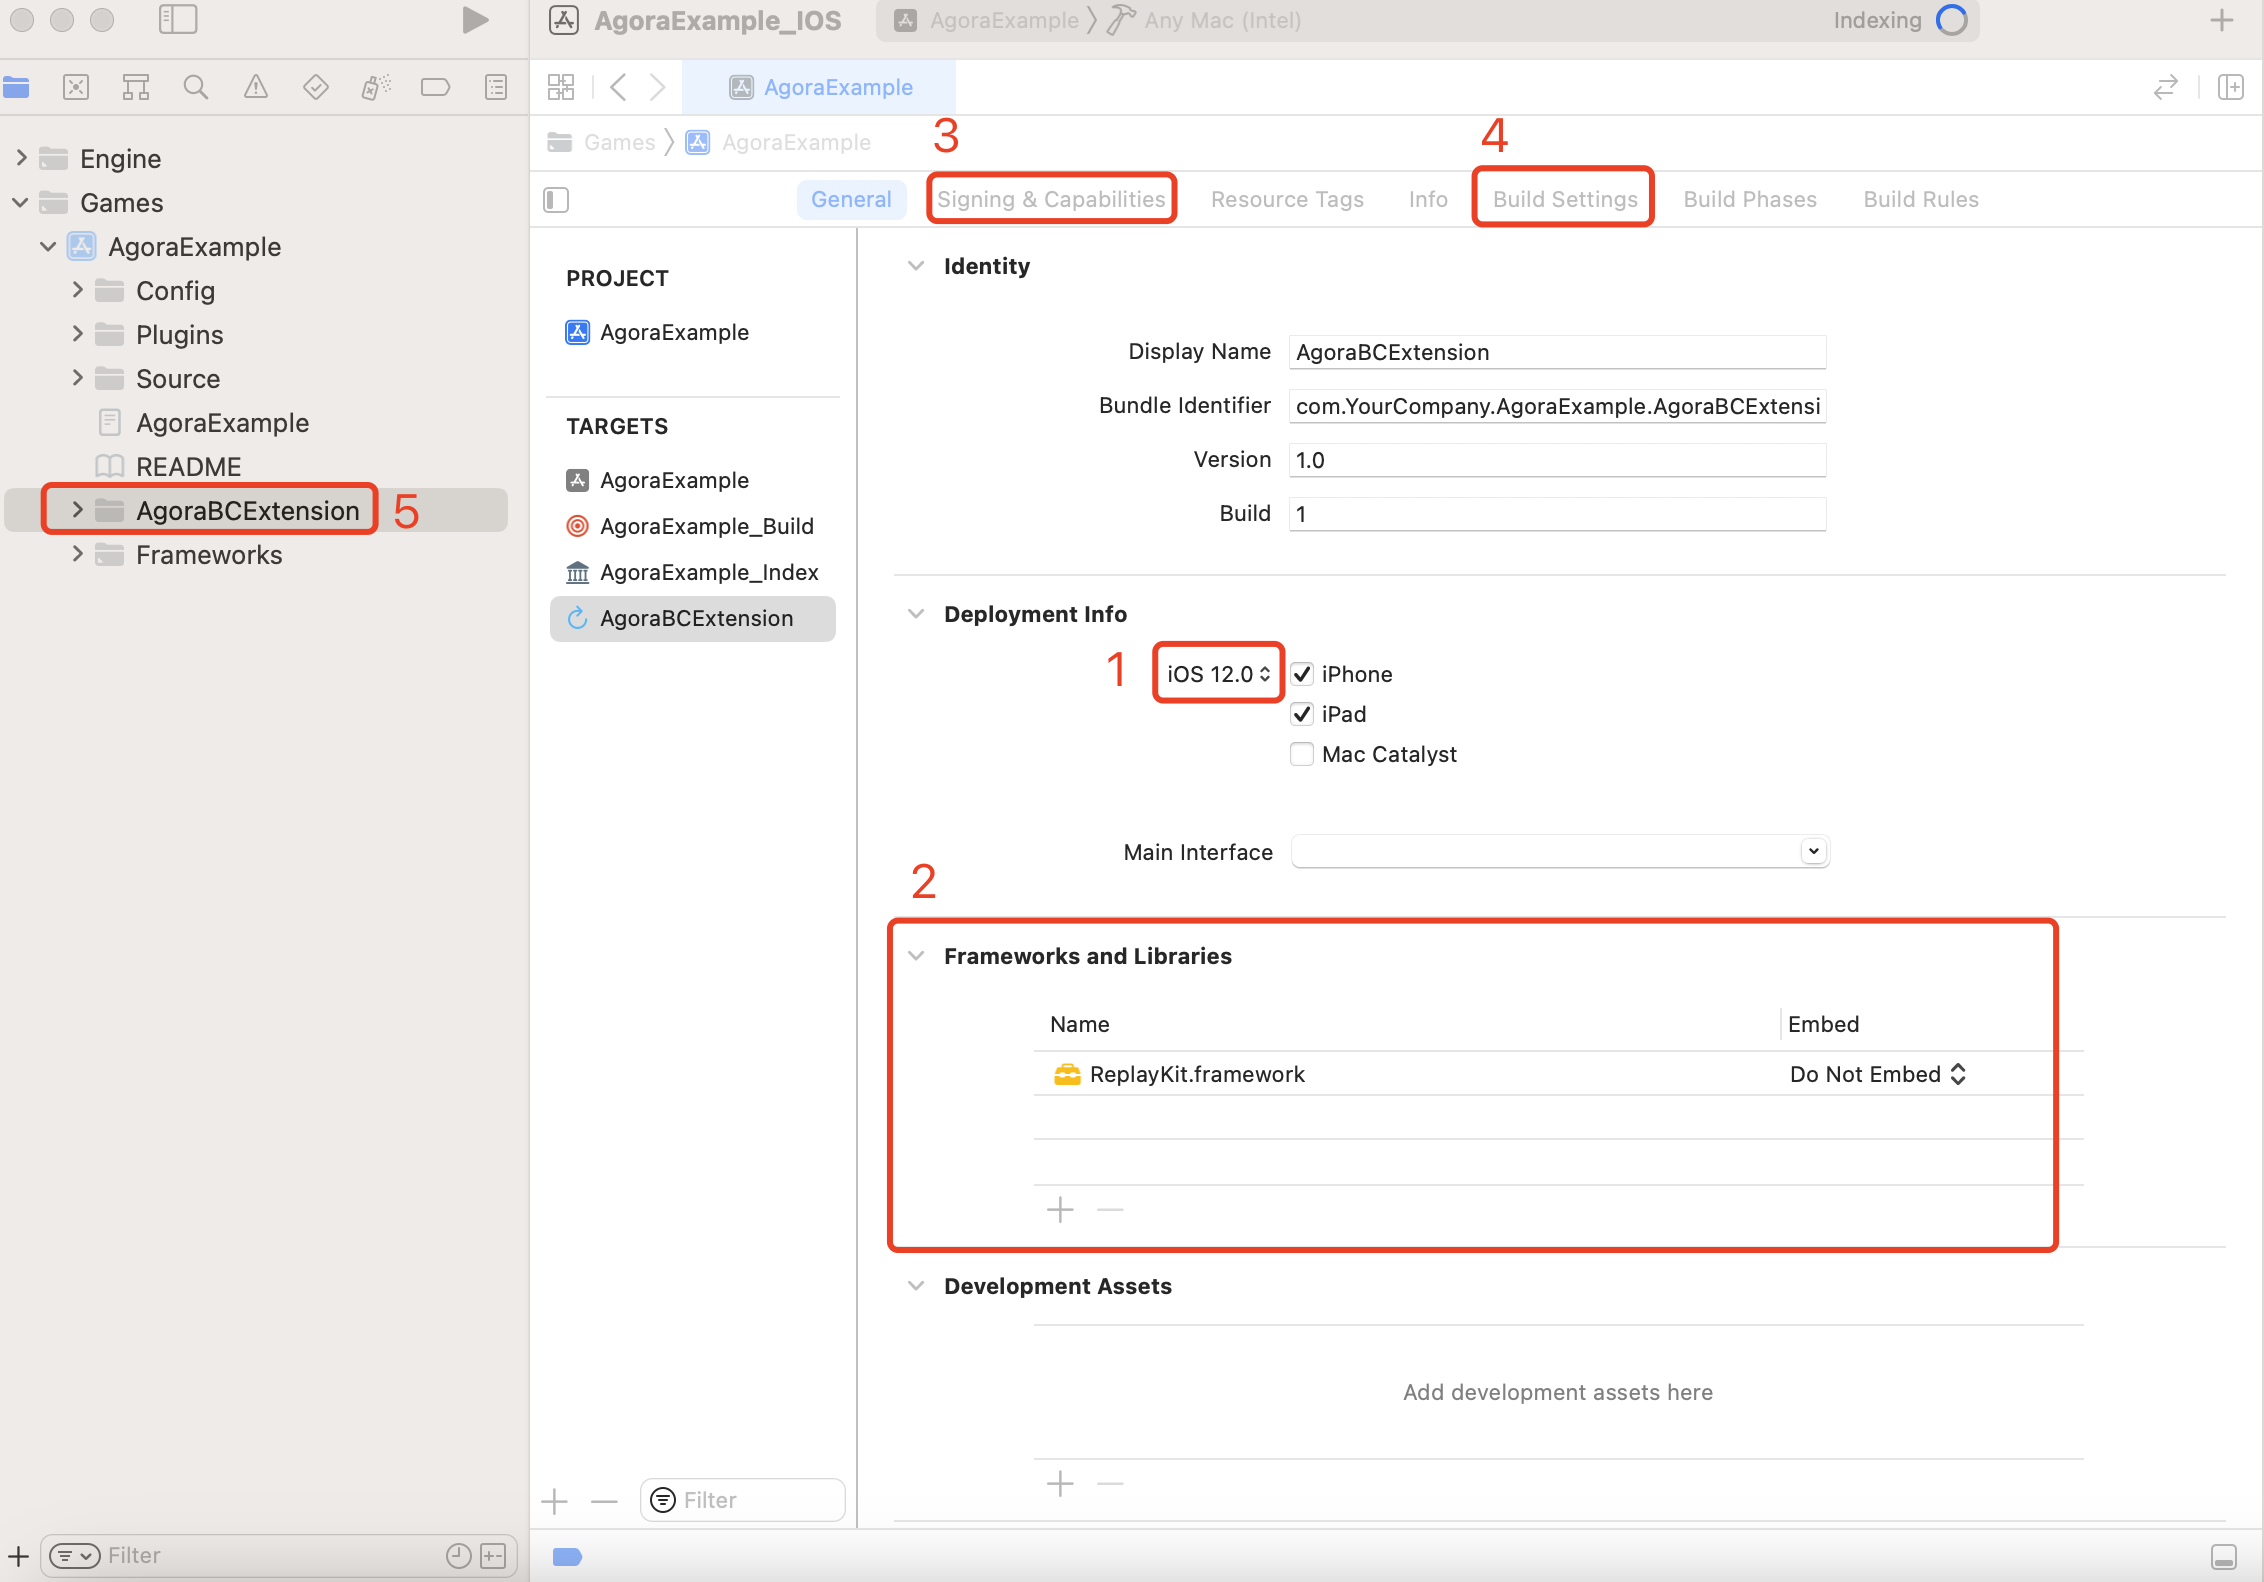 AgoraExample_IOS
AgoraExample
Any Mac (Intel)
Indexing
AgoraExample
Games
AgoraExample
3
4
General
Signing & Capabilities
Resource Tags
Info
Build Settings
Build Phases
Build Rules
Engine
Games
AgoraExample
Config
Plugins
Source
AgoraExample
README
AgoraBCExtension
5
Frameworks
Filter
PROJECT
AgoraExample
TARGETS
AgoraExample
AgoraExample_Build
AgoraExample_Index
AgoraBCExtension
Filter
Identity
Display Name
AgoraBCExtension
Bundle Identifier
com.YourCompany.AgoraExample.AgoraBCExtensi
Version
1.0
Build
1
Deployment Info
1
iOS 12.0
iPhone
iPad
Mac Catalyst
Main Interface
2
Frameworks and Libraries
Name
Embed
ReplayKit.framework
Do Not Embed
Development Assets
Add development assets here